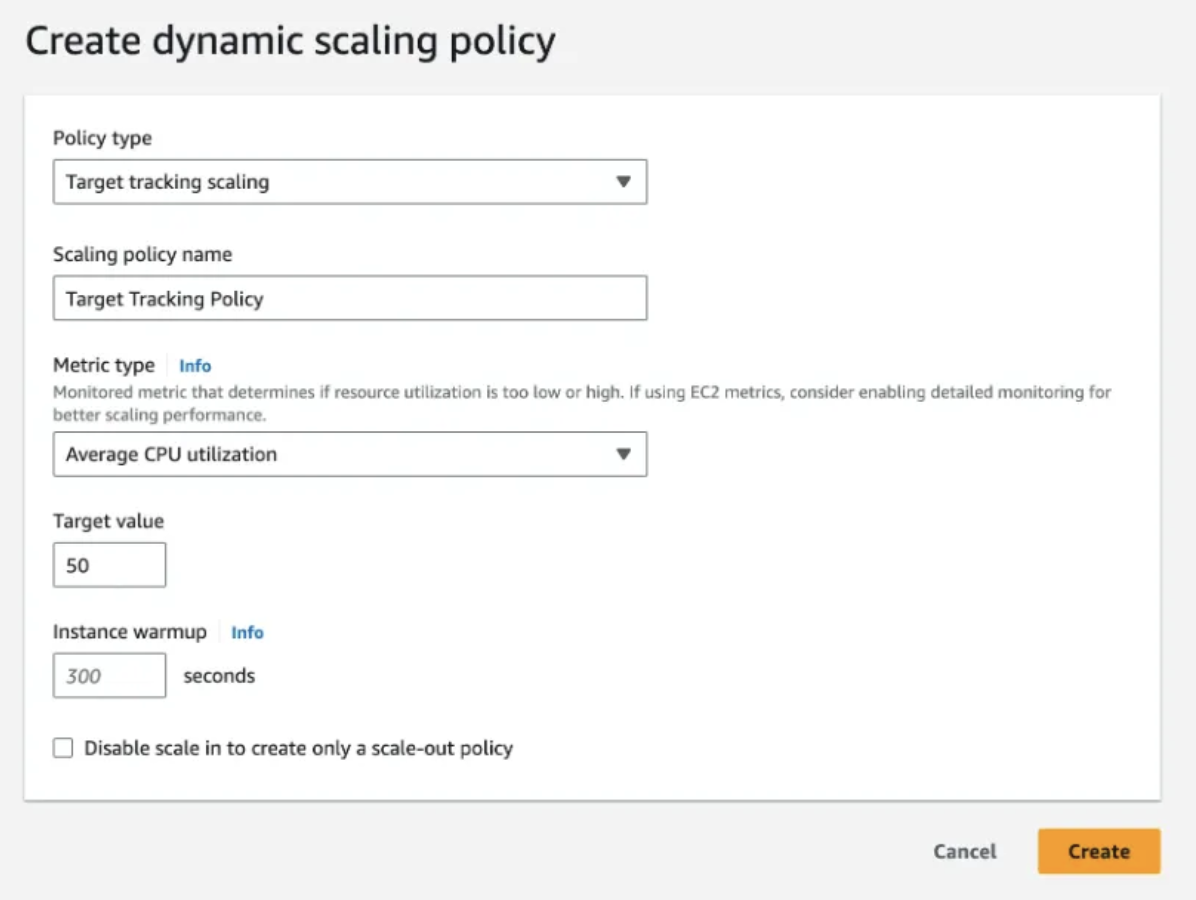 Create dynamic scaling policy
Policy type
Target tracking scaling
Scaling policy name
Target Tracking Policy
Metric type Info
Monitored metric that determines if resource utilization is too low or high. If using EC2 metrics, consider enabling detailed monitoring for
better scaling performance.
Average CPU utilization
Target value
50
Instance warmup Info
300 seconds
Disable scale in to create only a scale-out policy
Cancel Create